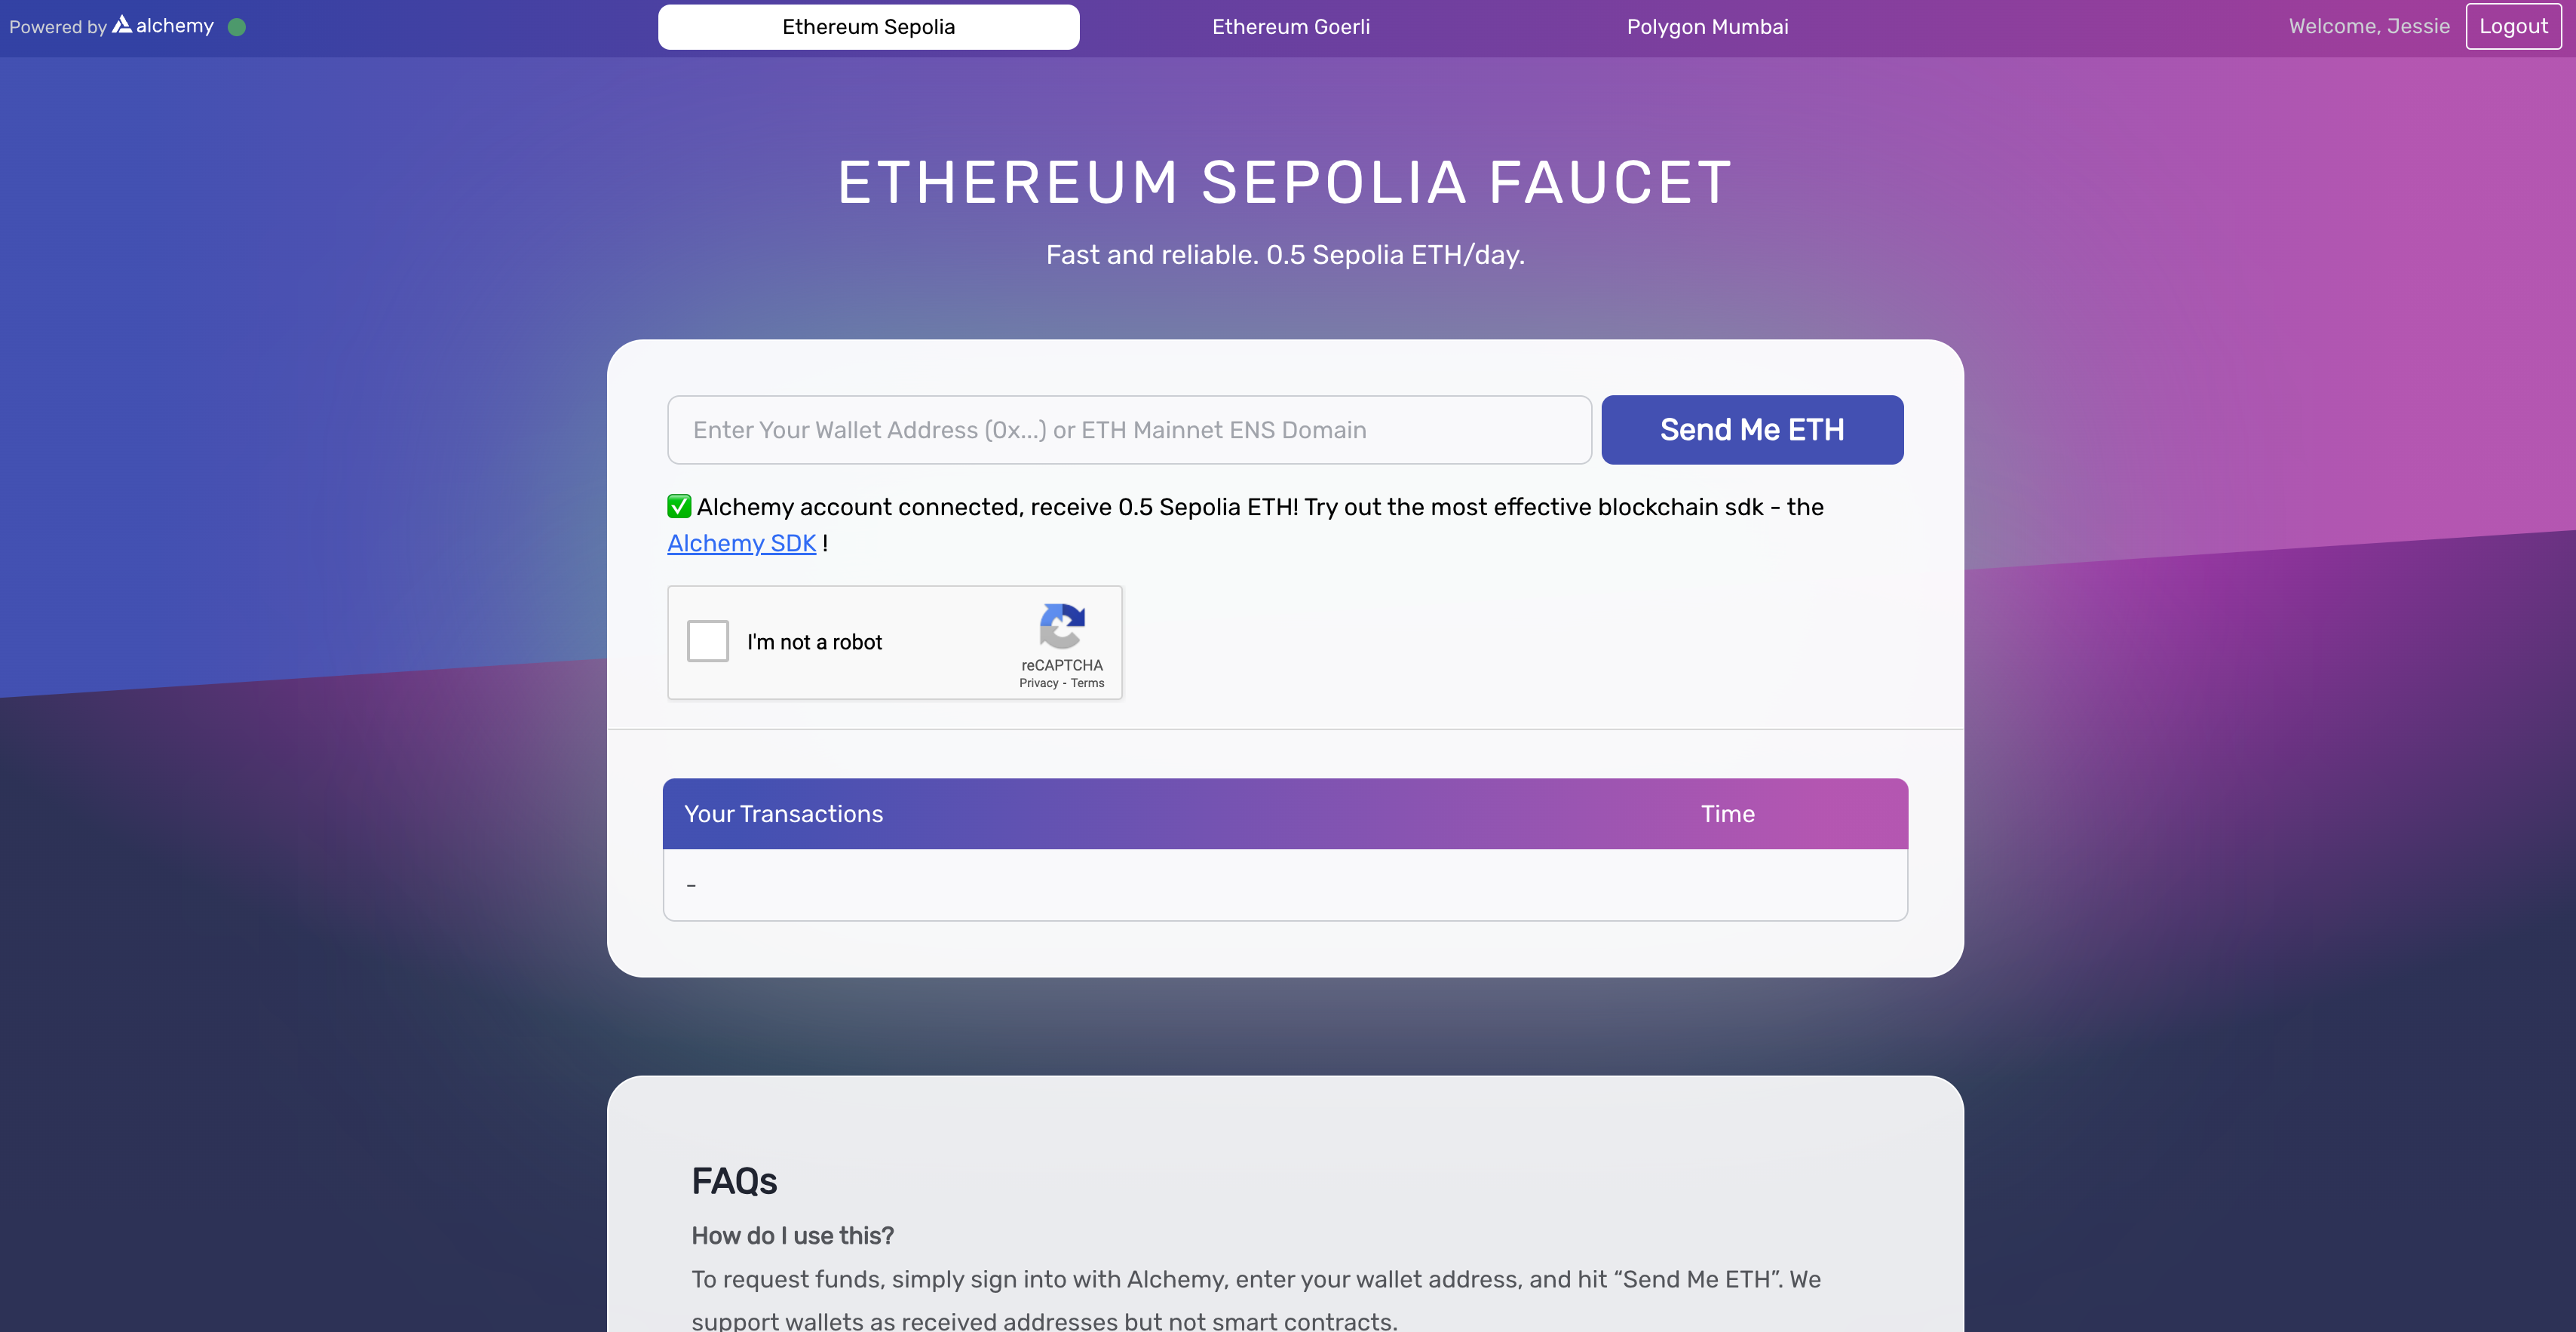 Powered by alchemy
Ethereum Sepolia
Ethereum Goerli
Polygon Mumbai
Welcome, Jessie
Logout
ETHEREUM SEPOLIA FAUCET
Fast and reliable. 0.5 Sepolia ETH/day.
Enter Your Wallet Address (0x...) or ETH Mainnet ENS Domain
Send Me ETH
✅ Alchemy account connected, receive 0.5 Sepolia ETH! Try out the most effective blockchain sdk - the
Alchemy SDK !
I'm not a robot
reCAPTCHA
Privacy - Terms
Your Transactions
Time
-
FAQs
How do I use this?
To request funds, simply sign into with Alchemy, enter your wallet address, and hit “Send Me ETH”. We
support wallets as received addresses but not smart contracts.